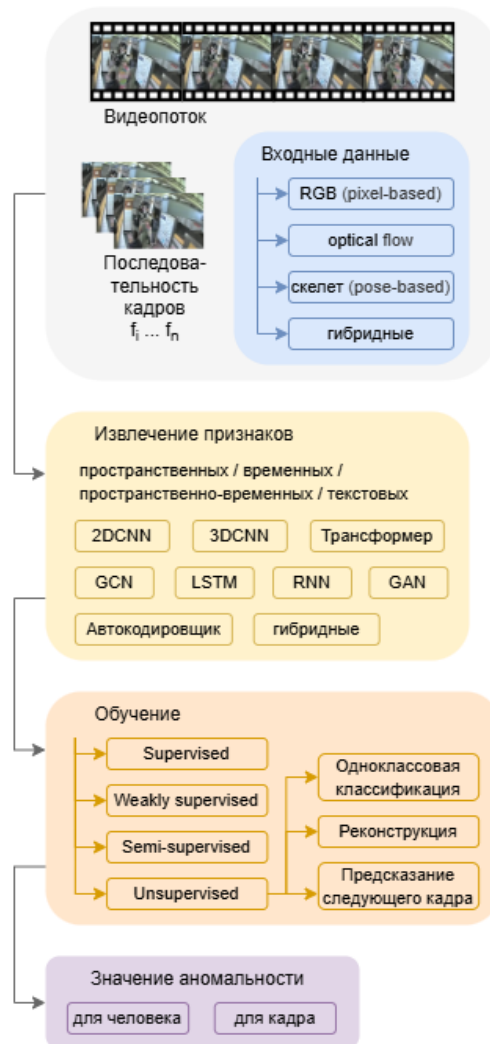 Видеопоток
Последова-
тельность
кадров
fi ... fn
Входные данные
RGB (pixel-based)
optical flow
скелет (pose-based)
гибридные
Извлечение признаков
пространственных / временных /
пространственно-временных / текстовых
2DCNN
3DCNN
Трансформер
GCN
LSTM
RNN
GAN
Автокодировщик
гибридные
Обучение
Supervised
Weakly supervised
Semi-supervised
Unsupervised
Одноклассовая
классификация
Реконструкция
Предсказание
следующего кадра
Значение аномальности
для человека
для кадра